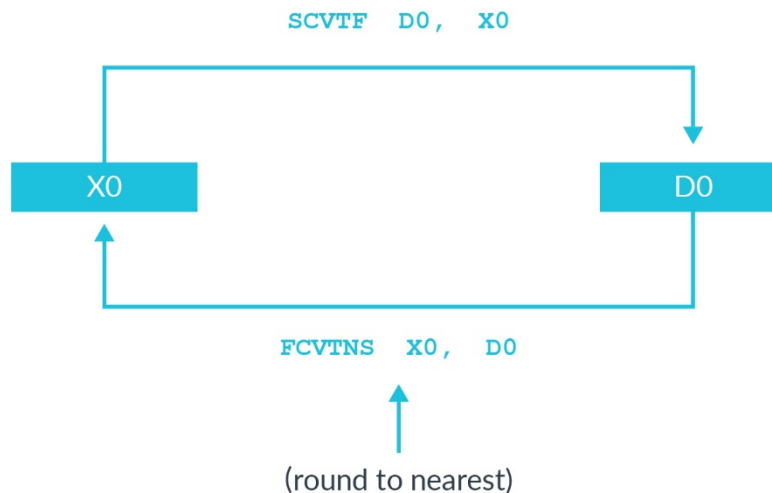 SCVTF D0, X0
X0
D0
FCVTNS X0, D0
(round to nearest)